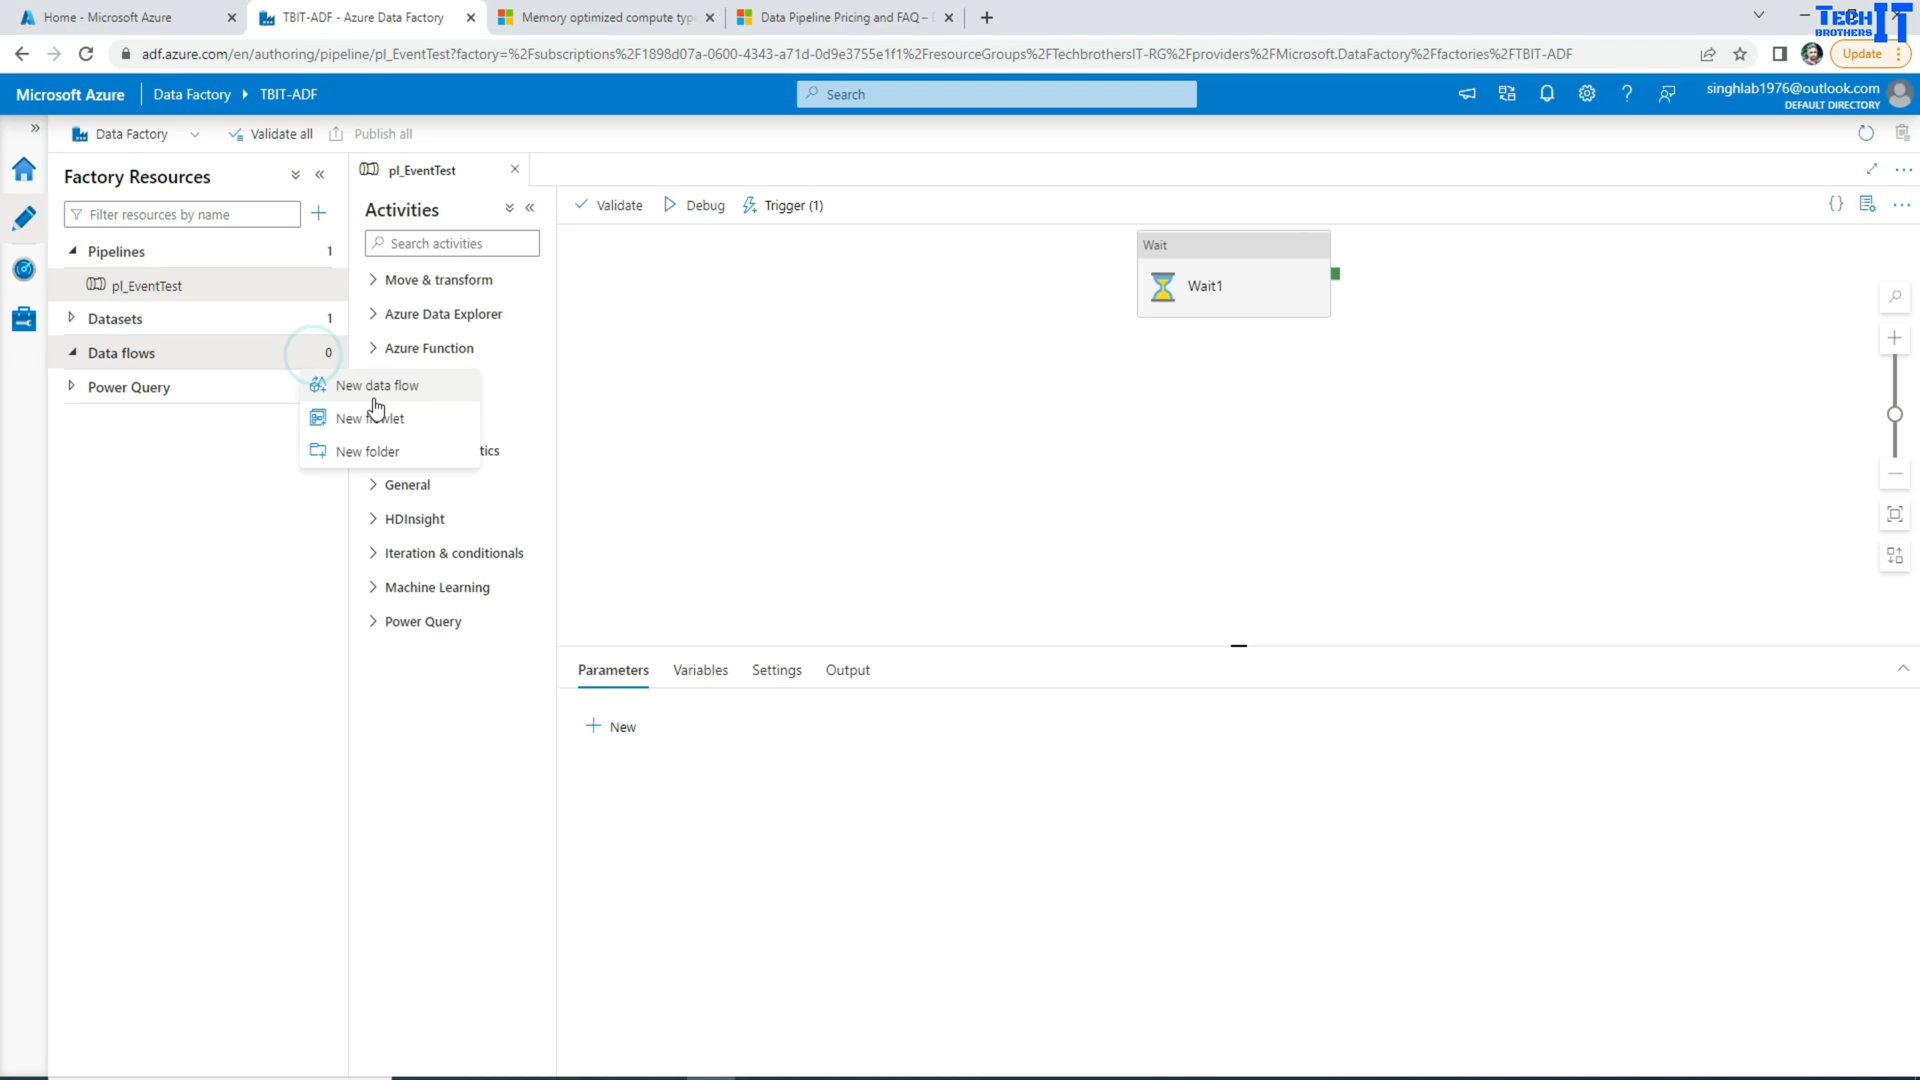 Home - Microsoft Azure
TBIT-ADF - Azure Data Factory
Memory optimized compute type
Data Pipeline Pricing and FAQ –
TECH IT
BROTHERS
adf.azure.com/en/authoring/pipeline/pl_EventTest?factory=%2Fsubscriptions%2F1898d07a-0600-4343-a71d-0d9e3755e1f1%2FresourceGroups%2FTechbrothersIT-RG%2Fproviders%2FMicrosoft.DataFactory%2Ffactories%2FTBIT-ADF
Update
Microsoft Azure
Data Factory
TBIT-ADF
Search
singhlab1976@outlook.com
DEFAULT DIRECTORY
Data Factory
Validate all
Publish all
Factory Resources
pl_EventTest
Filter resources by name
Activities
Validate
Debug
Trigger (1)
Search activities
Pipelines 1
pl_EventTest
Datasets 1
Data flows 0
Power Query
New data flow
New
New folder
Move & transform
Azure Data Explorer
Azure Function
tics
General
HDInsight
Iteration & conditionals
Machine Learning
Power Query
Wait
Wait1
Parameters
Variables
Settings
Output
New